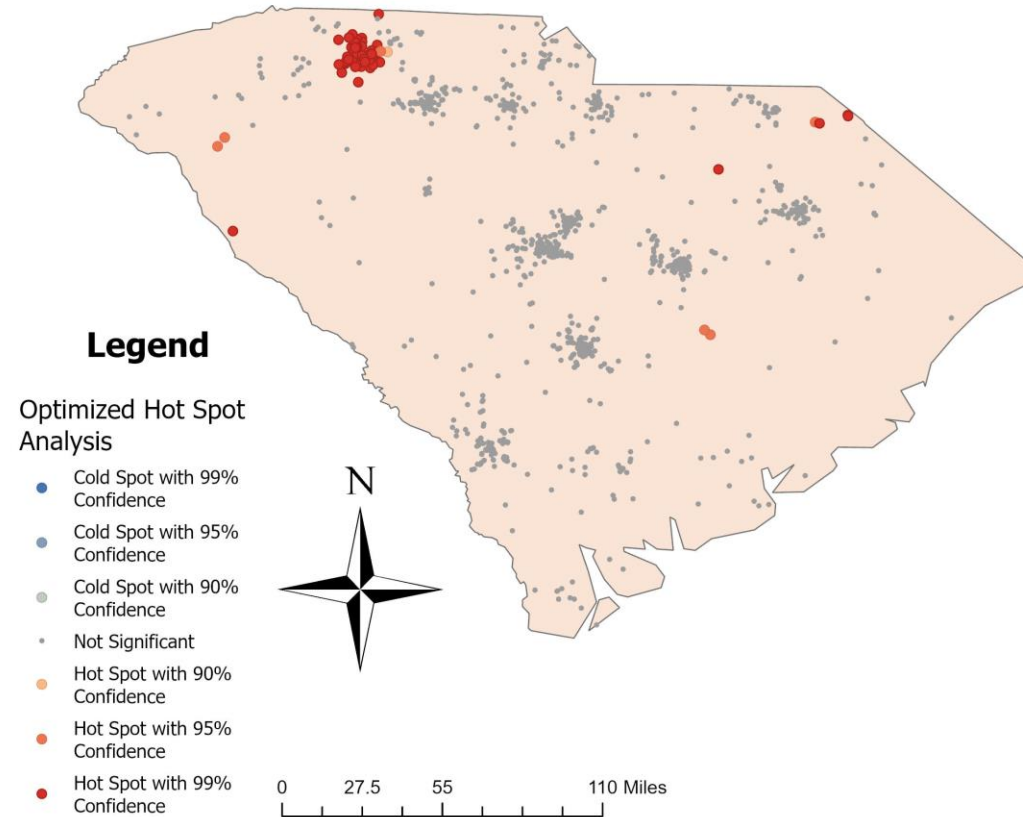 Legend
Optimized Hot Spot
Analysis
Cold Spot with 99%
Confidence
Cold Spot with 95%
Confidence
Cold Spot with 90%
Confidence
Not Significant
Hot Spot with 90%
Confidence
Hot Spot with 95%
Confidence
Hot Spot with 99%
Confidence
N
0 27.5 55 110 Miles